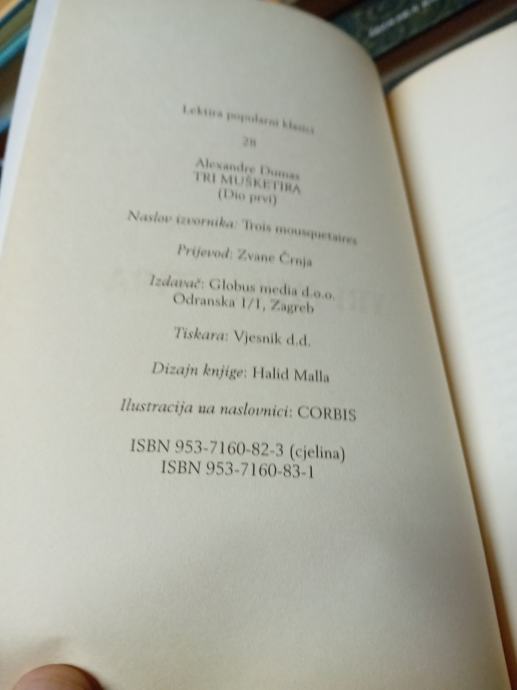 Lektira popularni klasici
28
Alexandre Dumas
TRI MUŠKETIRA
(Dio prvi)
Naslov izvornika: Trois mousquetaires
Prijevod: Zvane Črnja
Izdavač: Globus media d.o.o.
Odranska 1/1, Zagreb
Tiskara: Vjesnik d.d.
Dizajn knjige: Halid Malla
Ilustracija na naslovnici: CORBIS
ISBN 953-7160-82-3 (cjelina)
ISBN 953-7160-83-1